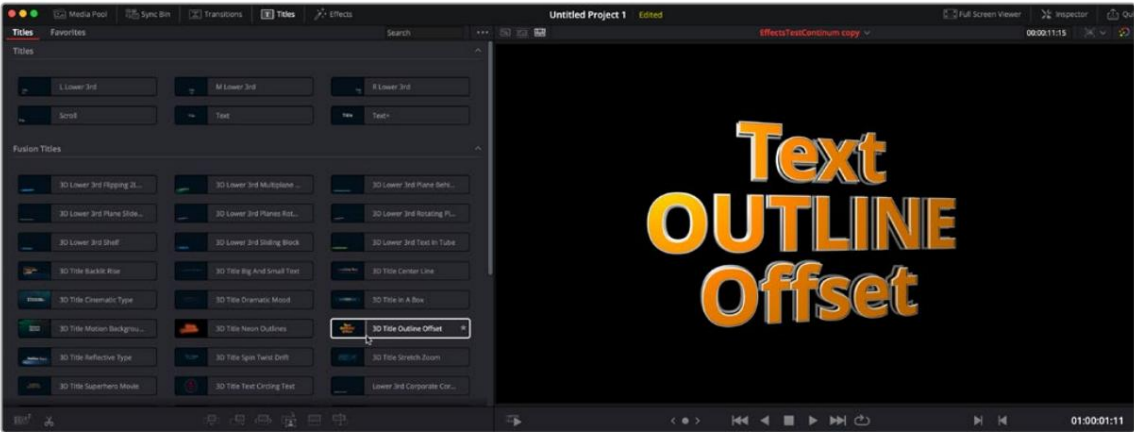 Media Pool Sync Bin Transitions Titles Effects Untitled Project 1 Edited Full Screen Viewer Inspector Qui
Titles Favorites Search EffectsTestContinum copy 00:00:11:15
Titles
L Lower 3rd M Lower 3rd R Lower 3rd
Scroll Text Title Text+
Fusion Titles
3D Lower 3rd Flipping 2L... 3D Lower 3rd Multiplane ... 3D Lower 3rd Plane Behi...
3D Lower 3rd Plane Slide... 3D Lower 3rd Planes Rot... 3D Lower 3rd Rotating Pl...
3D Lower 3rd Shelf 3D Lower 3rd Sliding Block 3D Lower 3rd Text In Tube
3D Title Backlit Rise 3D Title Big And Small Text 3D Title Center Line
3D Title Cinematic Type 3D Title Dramatic Mood 3D Title In A Box
3D Title Motion Backgrou... 3D Title Neon Outlines 3D Title Outline Offset
3D Title Reflective Type 3D Title Spin Twist Drift 3D Title Stretch Zoom
3D Title Superhero Movie 3D Title Text Circling Text Lower 3rd Corporate Cor...
Text
OUTLINE
Offset
01:00:01:11